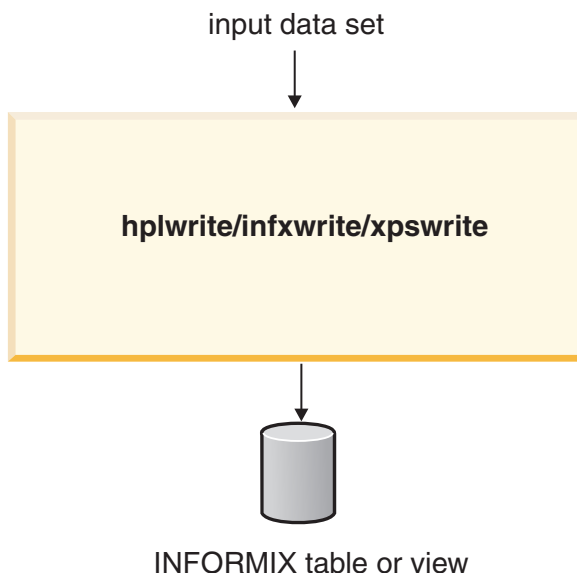 input data set
hplwrite/infxwrite/xpswrite
INFORMIX table or view